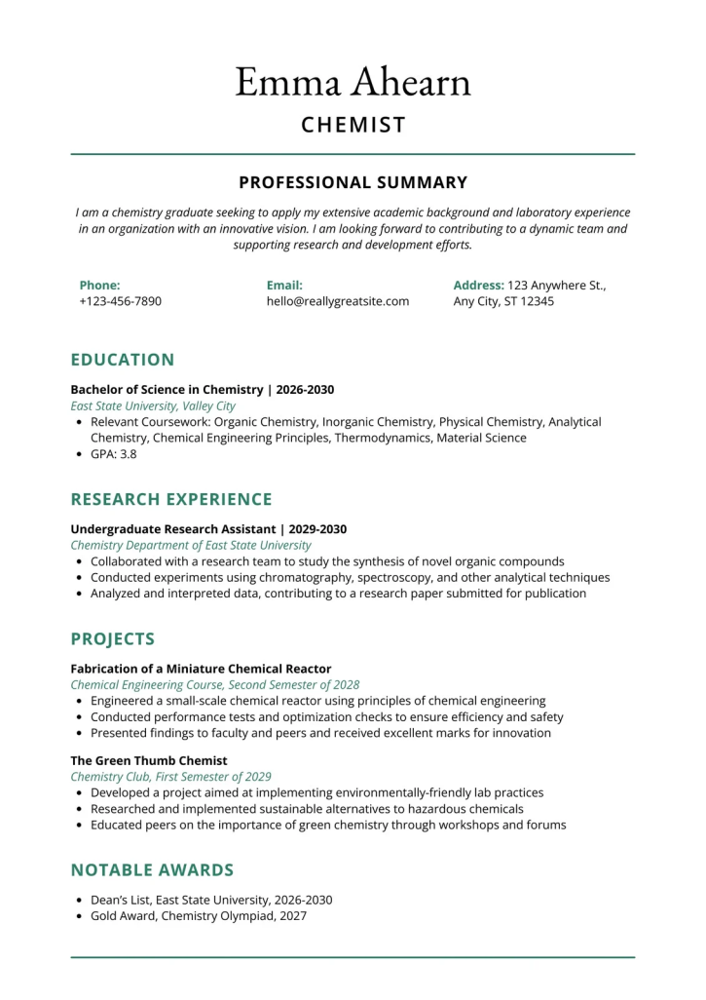 Emma Ahearn
CHEMIST
PROFESSIONAL SUMMARY
I am a chemistry graduate seeking to apply my extensive academic background and laboratory experience
in an organization with an innovative vision. I am looking forward to contributing to a dynamic team and
supporting research and development efforts.
Phone:
+123-456-7890
Email:
hello@reallygreatsite.com
Address: 123 Anywhere St.,
Any City, ST 12345
EDUCATION
Bachelor of Science in Chemistry | 2026-2030
East State University, Valley City
• Relevant Coursework: Organic Chemistry, Inorganic Chemistry, Physical Chemistry, Analytical
Chemistry, Chemical Engineering Principles, Thermodynamics, Material Science
• GPA: 3.8
RESEARCH EXPERIENCE
Undergraduate Research Assistant | 2029-2030
Chemistry Department of East State University
• Collaborated with a research team to study the synthesis of novel organic compounds
• Conducted experiments using chromatography, spectroscopy, and other analytical techniques
• Analyzed and interpreted data, contributing to a research paper submitted for publication
PROJECTS
Fabrication of a Miniature Chemical Reactor
Chemical Engineering Course, Second Semester of 2028
• Engineered a small-scale chemical reactor using principles of chemical engineering
• Conducted performance tests and optimization checks to ensure efficiency and safety
• Presented findings to faculty and peers and received excellent marks for innovation
The Green Thumb Chemist
Chemistry Club, First Semester of 2029
• Developed a project aimed at implementing environmentally-friendly lab practices
• Researched and implemented sustainable alternatives to hazardous chemicals
• Educated peers on the importance of green chemistry through workshops and forums
NOTABLE AWARDS
• Dean’s List, East State University, 2026-2030
• Gold Award, Chemistry Olympiad, 2027